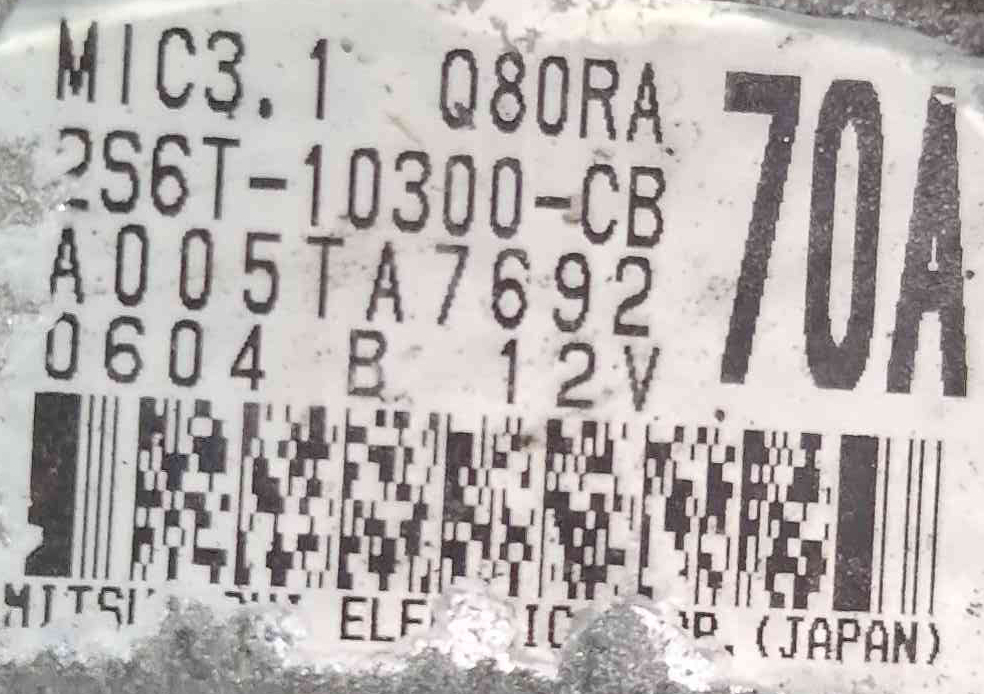 MIC3.1 Q80RA
70A
2S6T-10300-CB
A005TA7692
0604 B 12V
(JAPAN)